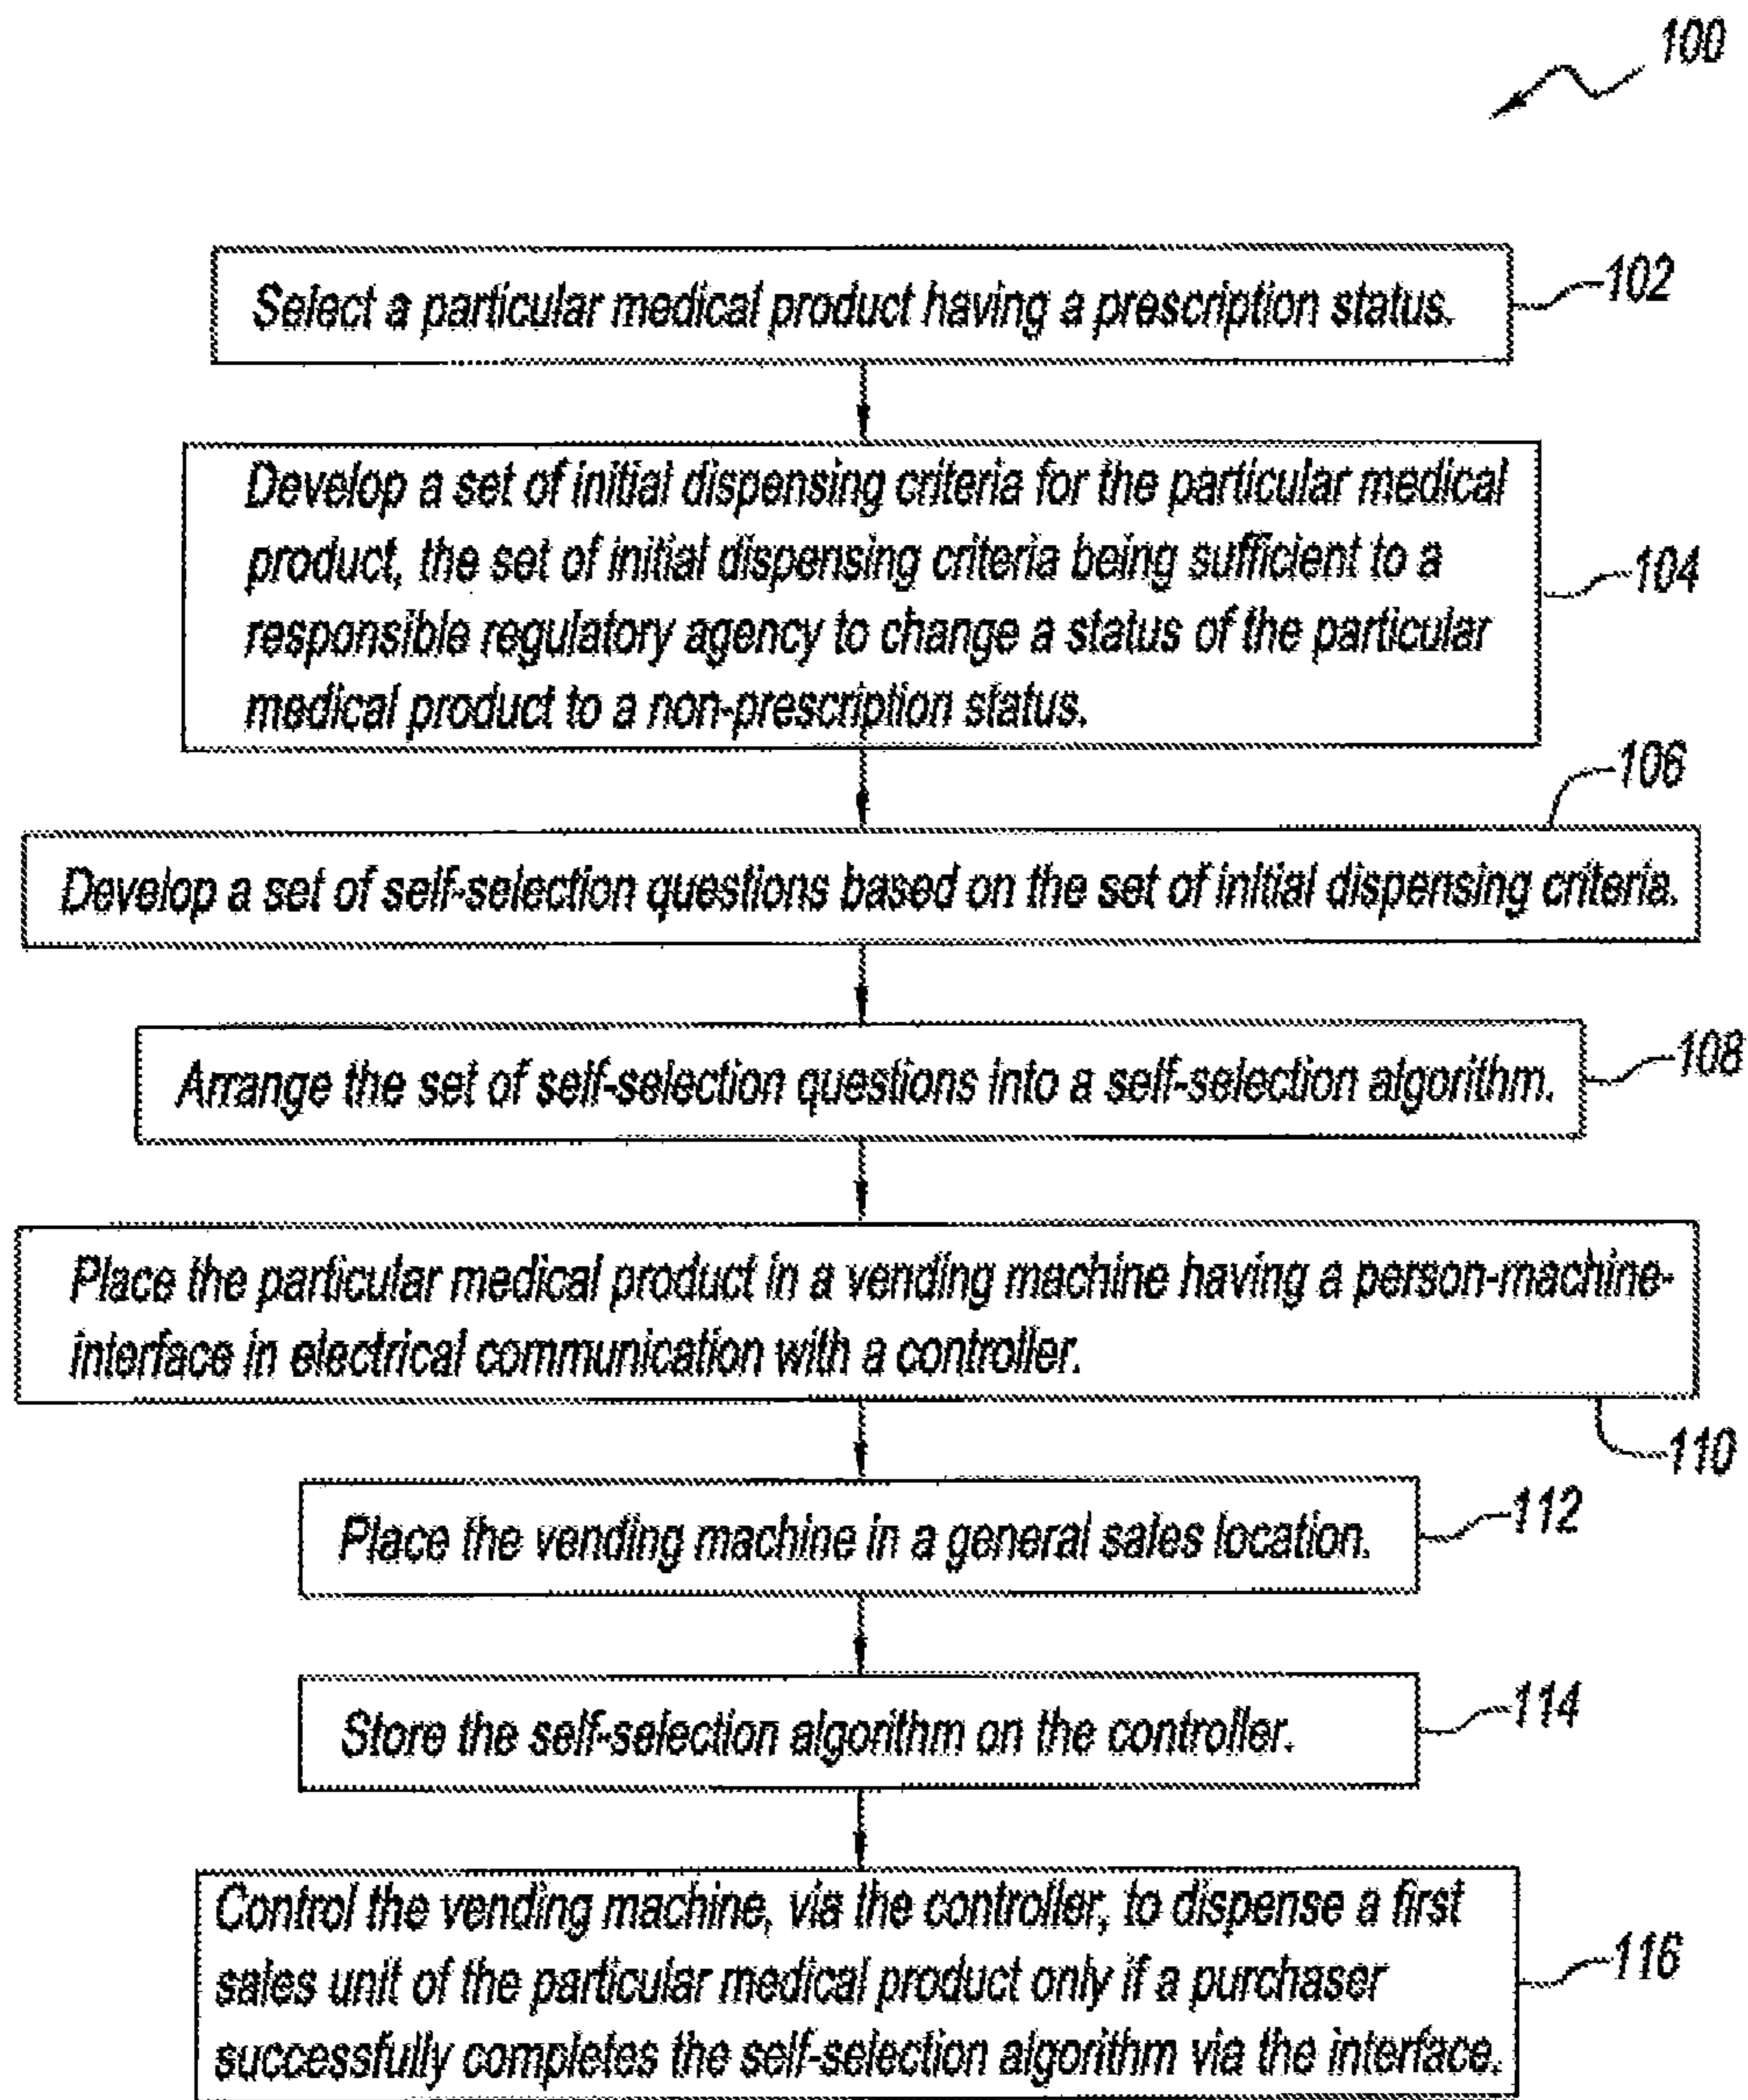 100
Select a particular medical product having a prescription status.
102
Develop a set of initial dispensing criteria for the particular medical
product, the set of initial dispensing criteria being sufficient to a
responsible regulatory agency to change a status of the particular
medical product to a non-prescription status.
104
106
Develop a set of self-selection questions based on the set of initial dispensing criteria.
Arrange the set of self-selection questions into a self-selection algorithm.
108
Place the particular medical product in a vending machine having a person-machine-
interface in electrical communication with a controller.
110
Place the vending machine in a general sales location.
112
Store the self-selection algorithm on the controller.
114
Control the vending machine, via the controller, to dispense a first
sales unit of the particular medical product only if a purchaser
successfully completes the self-selection algorithm via the interface.
116